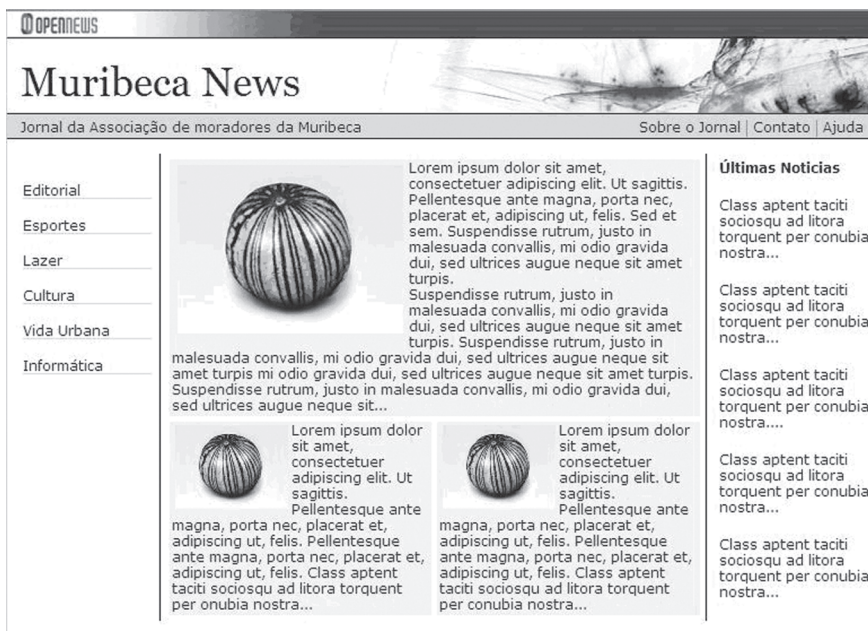 OPENNEWS
Muribeca News
Jornal da Associação de moradores da Muribeca
Sobre o Jornal | Contato | Ajuda
Editorial
Esportes
Lazer
Cultura
Vida Urbana
Informática
Lorem ipsum dolor sit amet,
consectetuer adipiscing elit. Ut sagittis.
Pellentesque ante magna, porta nec,
placerat et, adipiscing ut, felis. Sed et
sem. Suspendisse rutrum, justo in
malesuada convallis, mi odio gravida
dui, sed ultrices augue neque sit amet
turpis.
Suspendisse rutrum, justo in
malesuada convallis, mi odio gravida
dui, sed ultrices augue neque sit amet
turpis. Suspendisse rutrum, justo in
malesuada convallis, mi odio gravida dui, sed ultrices augue neque sit
amet turpis mi odio gravida dui, sed ultrices augue neque sit amet turpis.
Suspendisse rutrum, justo in malesuada convallis, mi odio gravida dui,
sed ultrices augue neque sit...
Lorem ipsum dolor
sit amet,
consectetuer
adipiscing elit. Ut
sagittis.
Pellentesque ante
magna, porta nec, placerat et,
adipiscing ut, felis. Pellentesque
ante magna, porta nec, placerat et,
adipiscing ut, felis. Class aptent
taciti sociosqu ad litora torquent
per onubia nostra...
Lorem ipsum dolor
sit amet,
consectetuer
adipiscing elit. Ut
sagittis.
Pellentesque ante
magna, porta nec, placerat et,
adipiscing ut, felis. Pellentesque
ante magna, porta nec, placerat et,
adipiscing ut, felis. Class aptent
taciti sociosqu ad litora torquent
per conubia nostra...
Últimas Noticias
Class aptent taciti
sociosqu ad litora
torquent per conubia
nostra...
Class aptent taciti
sociosqu ad litora
torquent per conubia
nostra...
Class aptent taciti
sociosqu ad litora
torquent per conubia
nostra....
Class aptent taciti
sociosqu ad litora
torquent per conubia
nostra...
Class aptent taciti
sociosqu ad litora
torquent per conubia
nostra...